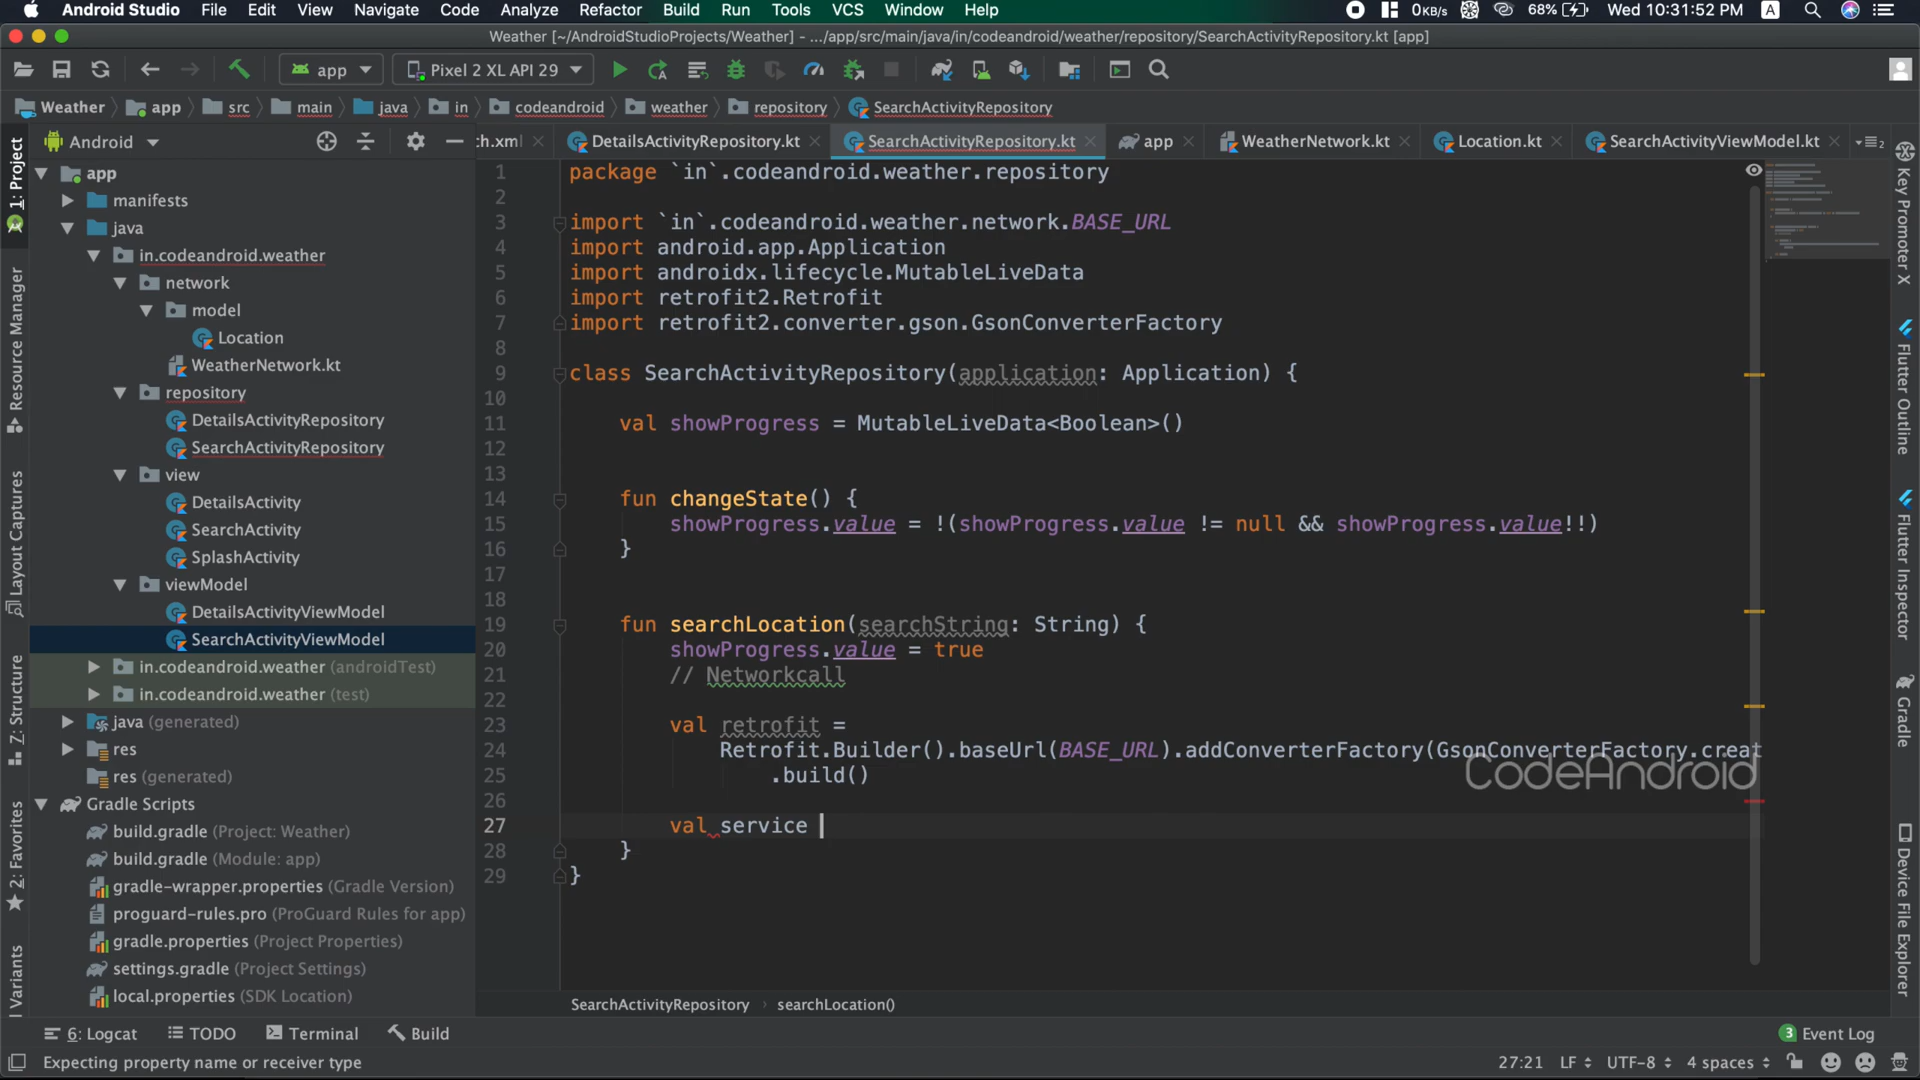 Android Studio File Edit View Navigate Code Analyze Refactor Build Run Tools VCS Window Help 0KB/s 68% Wed 10:31:52 PM A
Weather [~/AndroidStudioProjects/Weather] - .../app/src/main/java/in/codeandroid/weather/repository/SearchActivityRepository.kt [app]
app Pixel 2 XL API 29
Weather app src main java in codeandroid weather repository SearchActivityRepository
Android ch.xml DetailsActivityRepository.kt SearchActivityRepository.kt app WeatherNetwork.kt Location.kt SearchActivityViewModel.kt
1: Project
Resource Manager
Layout Captures
Z: Structure
2: Favorites
Variants
app
manifests
java
in.codeandroid.weather
network
model
Location
WeatherNetwork.kt
repository
DetailsActivityRepository
SearchActivityRepository
view
DetailsActivity
SearchActivity
SplashActivity
viewModel
DetailsActivityViewModel
SearchActivityViewModel
in.codeandroid.weather (androidTest)
in.codeandroid.weather (test)
java (generated)
res
res (generated)
Gradle Scripts
build.gradle (Project: Weather)
build.gradle (Module: app)
gradle-wrapper.properties (Gradle Version)
proguard-rules.pro (ProGuard Rules for app)
gradle.properties (Project Properties)
settings.gradle (Project Settings)
local.properties (SDK Location)
1 package `in`.codeandroid.weather.repository
2
3 import `in`.codeandroid.weather.network.BASE_URL
4 import android.app.Application
5 import androidx.lifecycle.MutableLiveData
6 import retrofit2.Retrofit
7 import retrofit2.converter.gson.GsonConverterFactory
8
9 class SearchActivityRepository(application: Application) {
10
11 val showProgress = MutableLiveData<Boolean>()
12
13
14 fun changeState() {
15 showProgress.value = !(showProgress.value != null && showProgress.value!!)
16 }
17
18
19 fun searchLocation(searchString: String) {
20 showProgress.value = true
21 // Networkcall
22
23 val retrofit =
24 Retrofit.Builder().baseUrl(BASE_URL).addConverterFactory(GsonConverterFactory.creat
25 .build()
26
27 val service
28 }
29 }
CodeAndroid
Key Promoter X
Flutter Outline
Flutter Inspector
Gradle
Device File Explorer
SearchActivityRepository › searchLocation()
6: Logcat TODO Terminal Build 3 Event Log
Expecting property name or receiver type 27:21 LF UTF-8 4 spaces